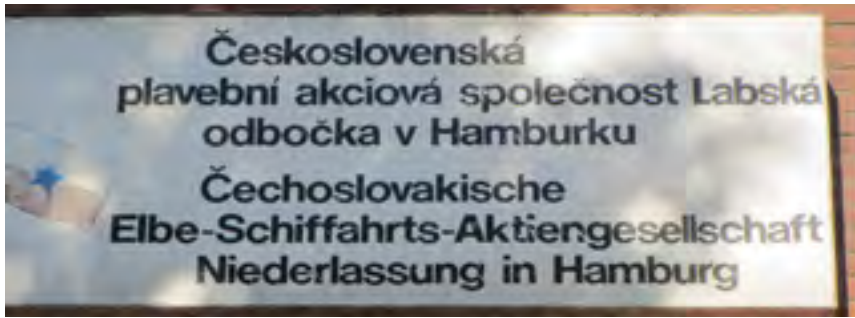 Československá
plavební akciová společnost Labská
odbočka v Hamburku
Čechoslovakische
Elbe-Schiffahrts-Aktiengesellschaft
Niederlassung in Hamburg